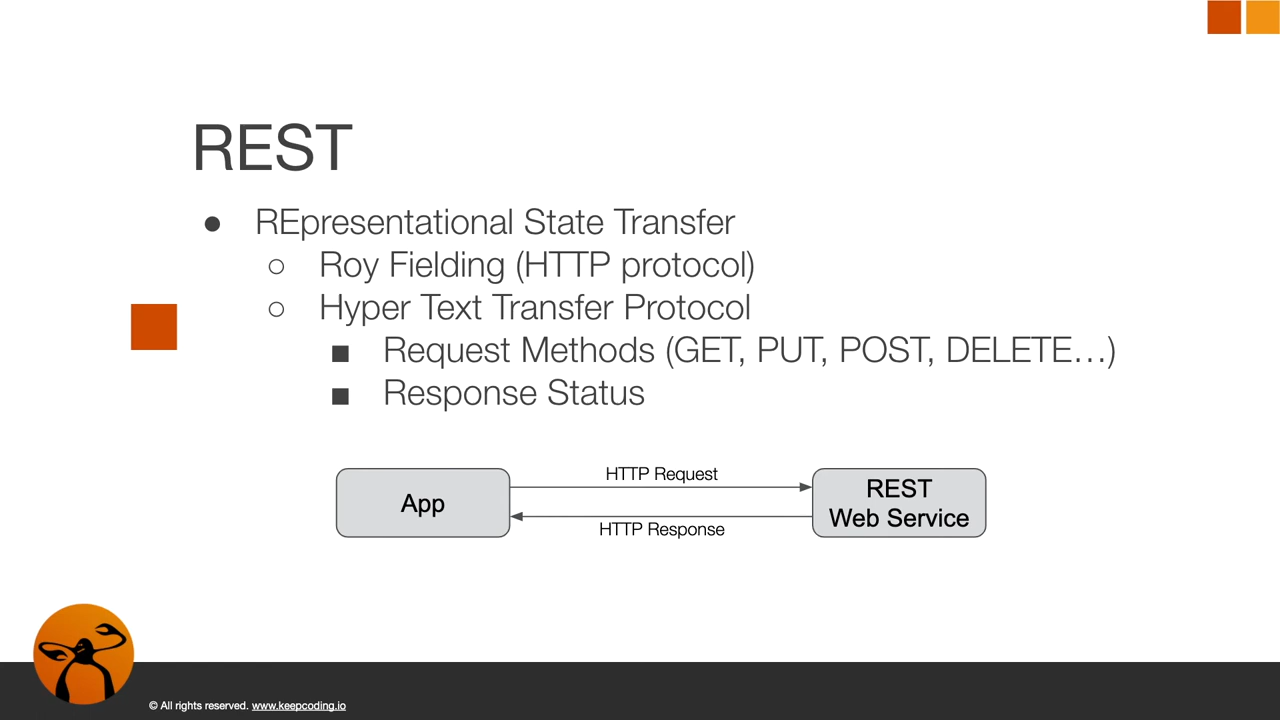 REST
● REpresentational State Transfer
○ Roy Fielding (HTTP protocol)
○ Hyper Text Transfer Protocol
■ Request Methods (GET, PUT, POST, DELETE…)
■ Response Status
HTTP Request
App
REST
Web Service
HTTP Response
© All rights reserved. www.keepcoding.io